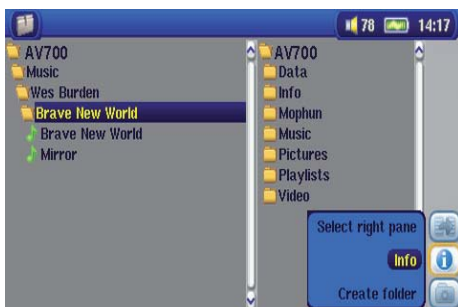 78 14:17
AV700
Music
Wes Burden
Brave New World
Brave New World
Mirror
AV700
Data
Info
Mophun
Music
Pictures
Playlists
Video
Select right pane
Info
Create folder